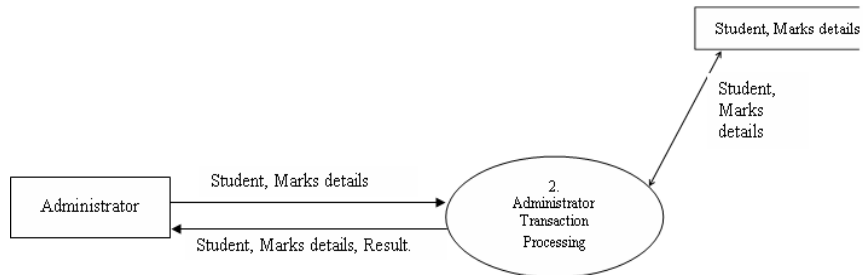 Student, Marks details
Student,
Marks
details
Student, Marks details
2.
Administrator
Transaction
Processing
Administrator
Student, Marks details, Result.